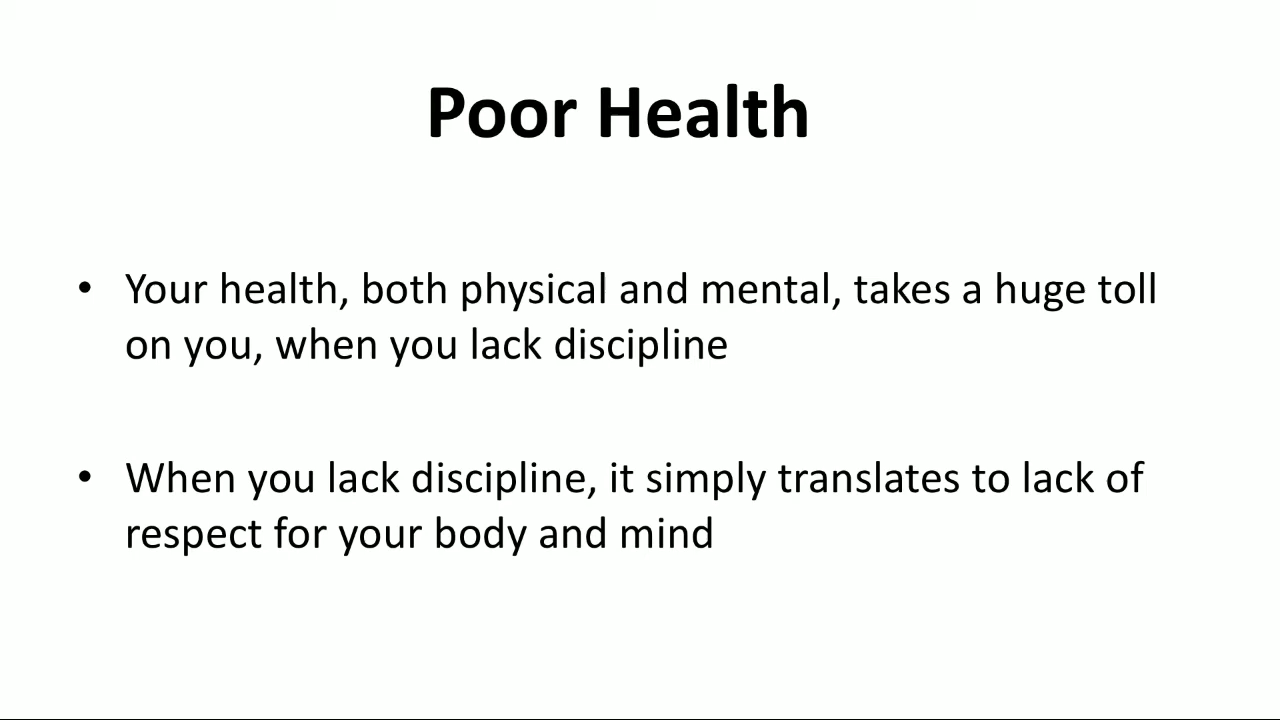 Poor Health
• Your health, both physical and mental, takes a huge toll
on you, when you lack discipline
• When you lack discipline, it simply translates to lack of
respect for your body and mind